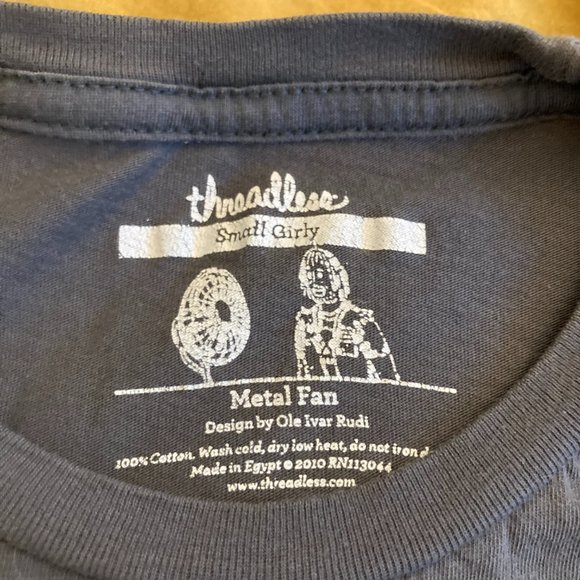 threadless
Small Girly
Metal Fan
Design by Ole Ivar Rudi
100% Cotton. Wash cold, dry low heat, do not iron
Made in Egypt © 2010 RN113044
www.threadless.com